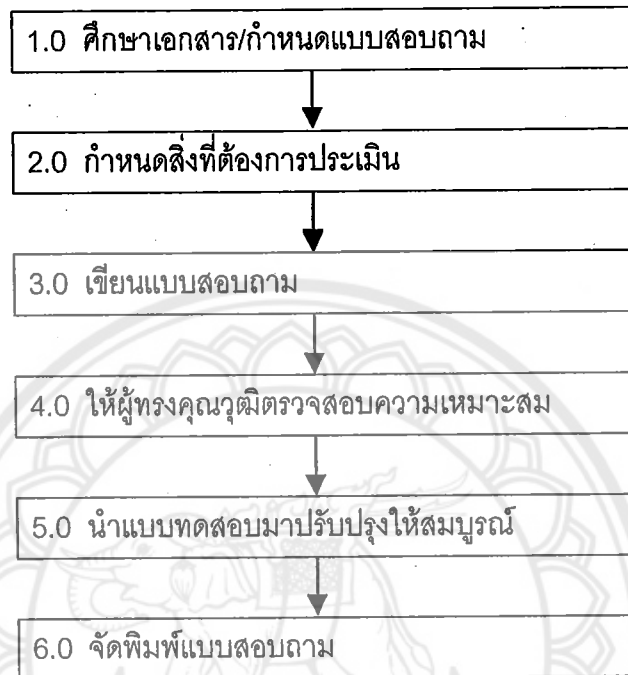 1.0 ศึกษาเอกสาร/กำหนดแบบสอบถาม
2.0 กำหนดสิ่งที่ต้องการประเมิน
3.0 เขียนแบบสอบถาม
4.0 ให้ผู้ทรงคุณวุฒิตรวจสอบความเหมาะสม
5.0 นำแบบทดสอบมาปรับปรุงให้สมบูรณ์
6.0 จัดพิมพ์แบบสอบถาม